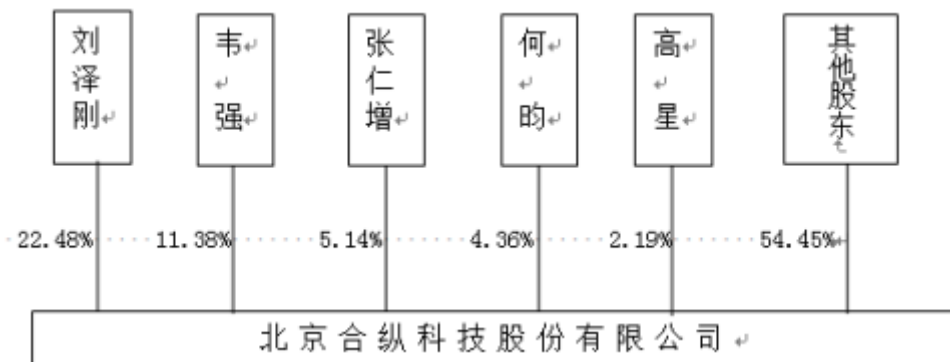 刘泽刚
韦强
张仁增
何昀
高星
其他股东
22.48%
11.38%
5.14%
4.36%
2.19%
54.45%
北京合纵科技股份有限公司